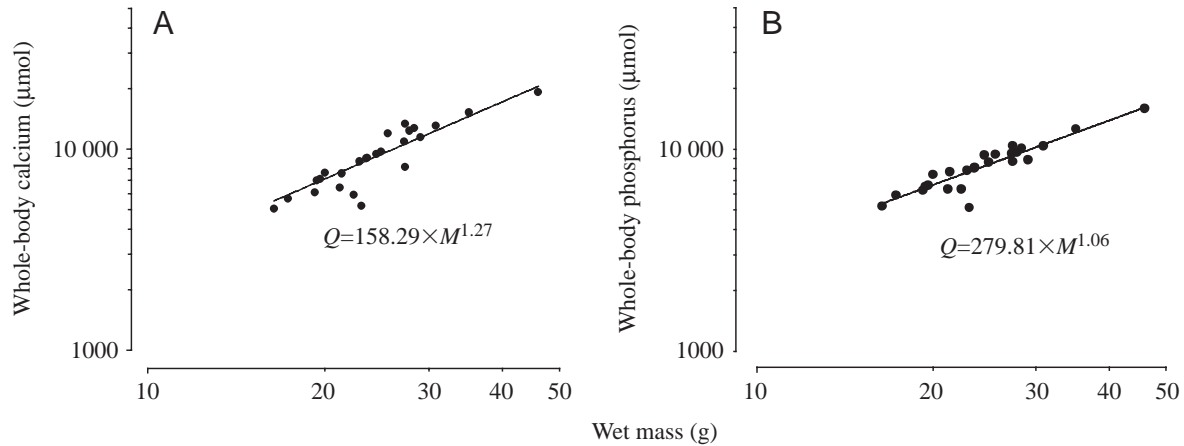 A
Whole-body calcium (μmol)
10 000
1000
Q=158.29×M^1.27
10 20 30 40 50
B
Whole-body phosphorus (μmol)
10 000
1000
Q=279.81×M^1.06
10 20 30 40 50
Wet mass (g)